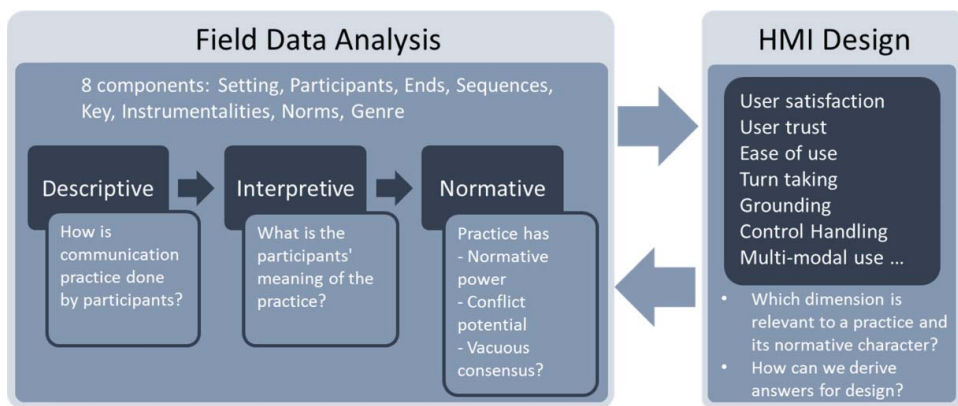 Field Data Analysis
8 components: Setting, Participants, Ends, Sequences,
Key, Instrumentalities, Norms, Genre
Descriptive
How is
communication
practice done
by participants?
Interpretive
What is the
participants'
meaning of the
practice?
Normative
Practice has
- Normative
power
- Conflict
potential
- Vacuous
consensus?
HMI Design
User satisfaction
User trust
Ease of use
Turn taking
Grounding
Control Handling
Multi-modal use ...
• Which dimension is
relevant to a practice and
its normative character?
• How can we derive
answers for design?